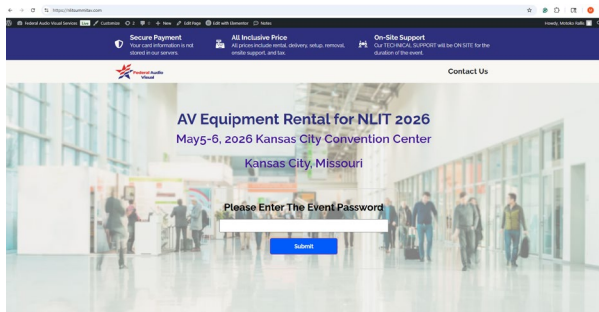 https://nlitsummitav.com
Federal Audio Visual Services Live Customize 2 0 New Edit Page Edit with Elementor Notes
Howdy,
Secure Payment
Your card information is not
stored in our servers.
All Inclusive Price
All prices include rental, delivery, setup, removal,
onsite support, and tax.
On-Site Support
Our TECHNICAL SUPPORT will be ON SITE for the
duration of the event.
Federal Audio
Visual
Contact Us
AV Equipment Rental for NLIT 2026
May5-6, 2026 Kansas City Convention Center
Kansas City, Missouri
Please Enter The Event Password
Submit